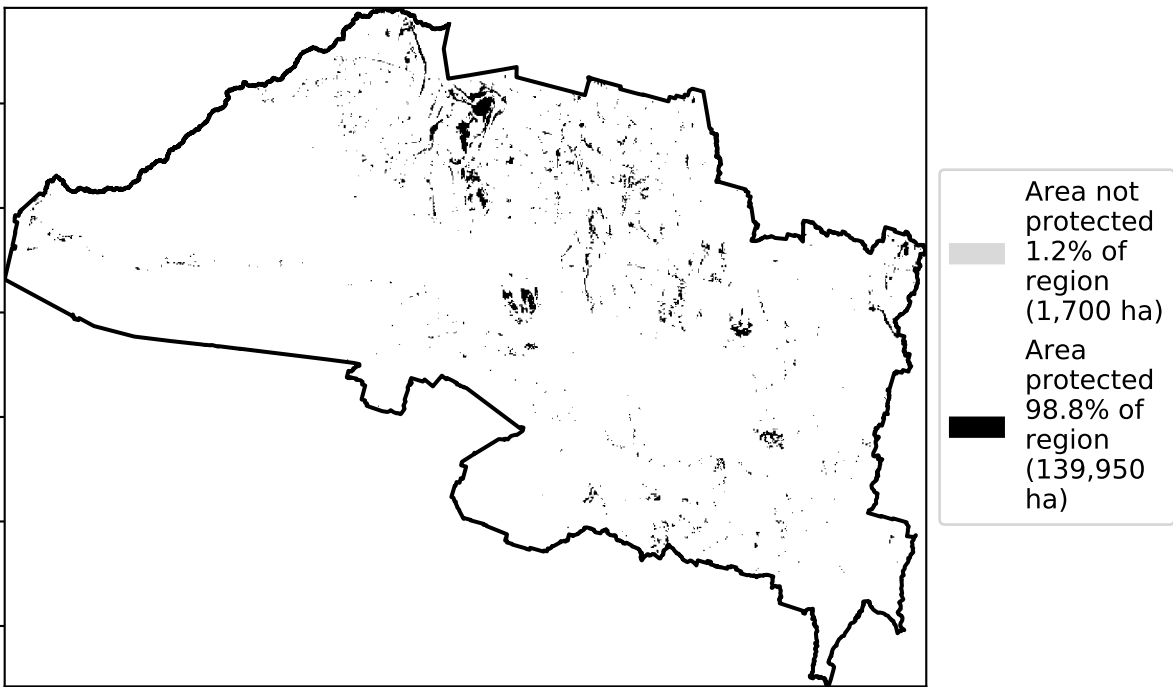 Area not
protected
1.2% of
region
(1,700 ha)
Area
protected
98.8% of
region
(139,950
ha)